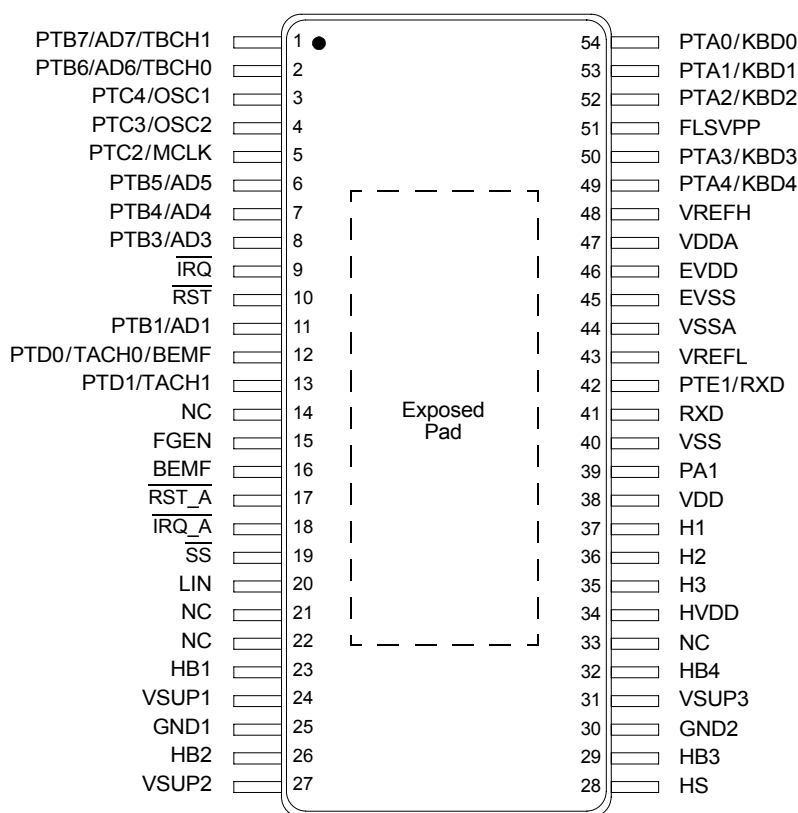 PTB7/AD7/TBCH1 1 54 PTA0/KBD0
PTB6/AD6/TBCH0 2 53 PTA1/KBD1
PTC4/OSC1 3 52 PTA2/KBD2
PTC3/OSC2 4 51 FLSVPP
PTC2/MCLK 5 50 PTA3/KBD3
PTB5/AD5 6 49 PTA4/KBD4
PTB4/AD4 7 48 VREFH
PTB3/AD3 8 47 VDDA
IRQ 9 46 EVDD
RST 10 45 EVSS
PTB1/AD1 11 44 VSSA
PTD0/TACH0/BEMF 12 43 VREFL
PTD1/TACH1 13 42 PTE1/RXD
NC 14 Exposed 41 RXD
FGEN 15 Pad 40 VSS
BEMF 16 39 PA1
RST_A 17 38 VDD
IRQ_A 18 37 H1
SS 19 36 H2
LIN 20 35 H3
NC 21 34 HVDD
NC 22 33 NC
HB1 23 32 HB4
VSUP1 24 31 VSUP3
GND1 25 30 GND2
HB2 26 29 HB3
VSUP2 27 28 HS